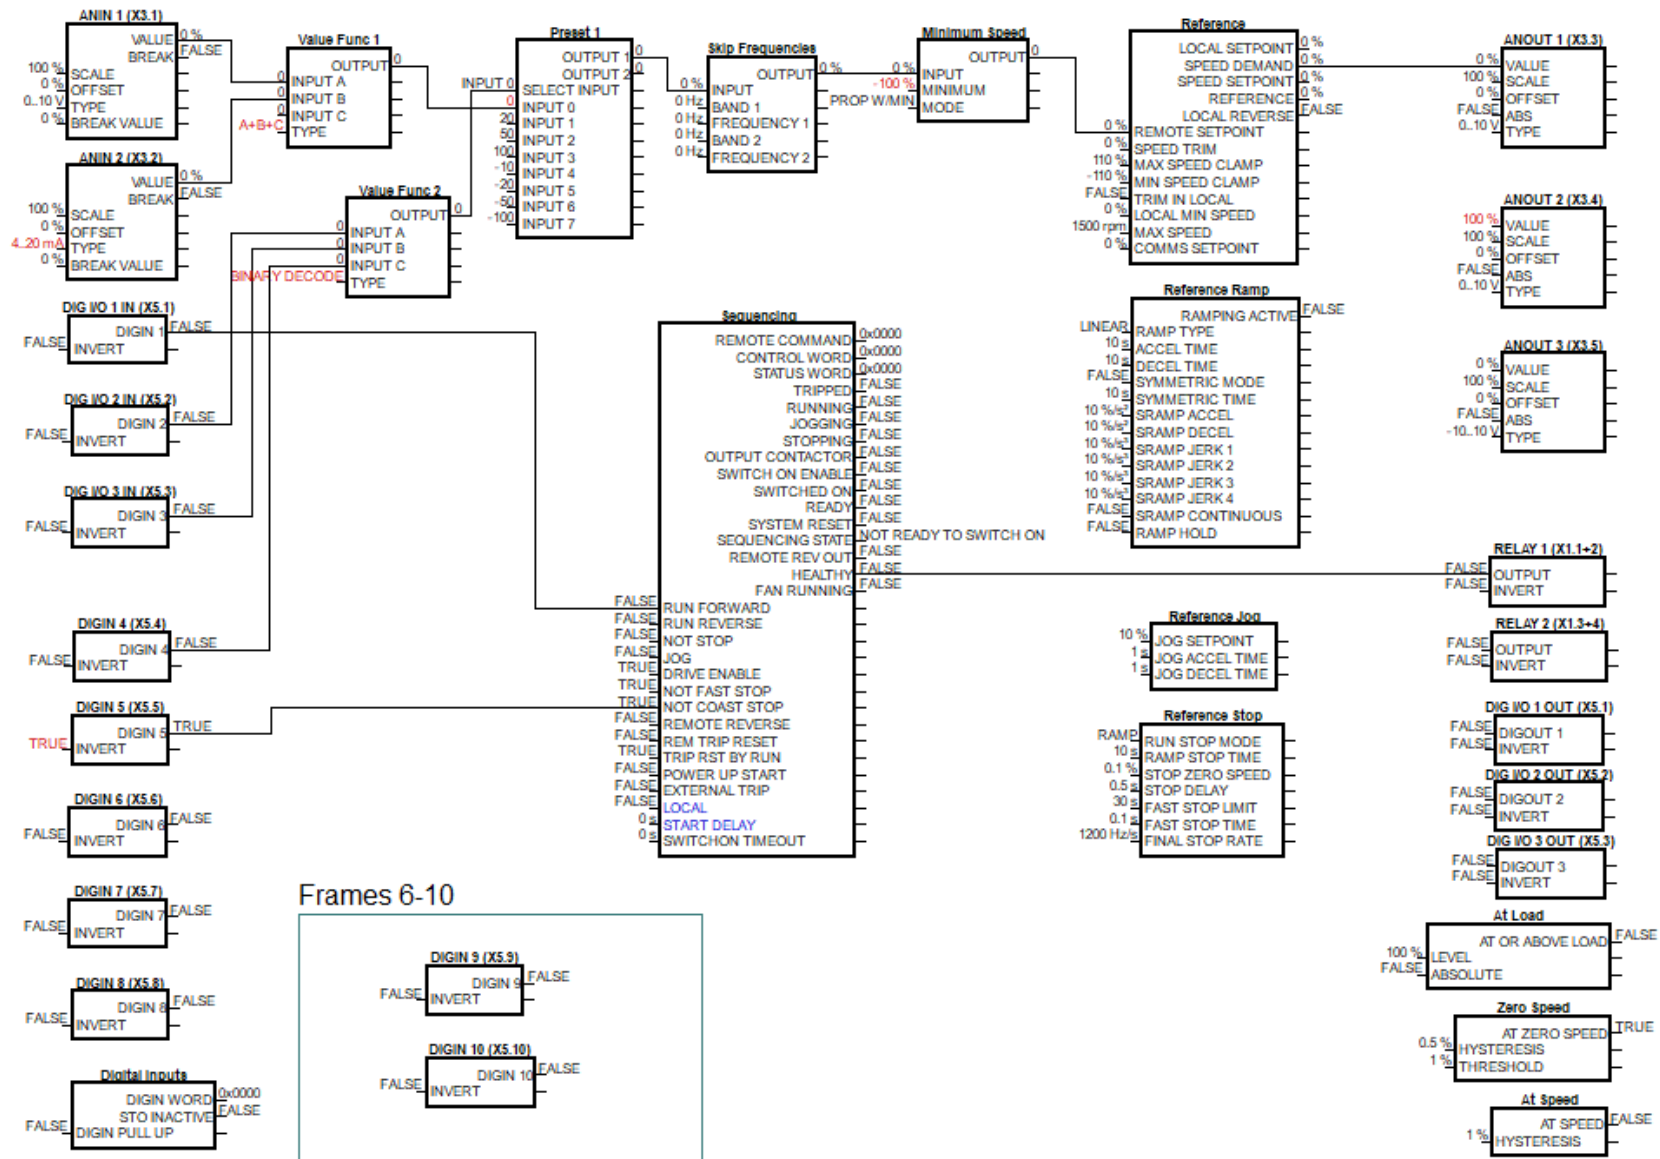 ANIN 1 (X3.1)
VALUE 0 %
BREAK FALSE
100 % SCALE
0 % OFFSET
0..10 V TYPE
0 % BREAK VALUE
ANIN 2 (X3.2)
VALUE 0 %
BREAK FALSE
100 % SCALE
0 % OFFSET
4..20 mA TYPE
0 % BREAK VALUE
DIG I/O 1 IN (X5.1)
DIGIN 1 FALSE
FALSE INVERT
DIG I/O 2 IN (X5.2)
DIGIN 2 FALSE
FALSE INVERT
DIG I/O 3 IN (X5.3)
DIGIN 3 FALSE
FALSE INVERT
DIGIN 4 (X5.4)
DIGIN 4 FALSE
FALSE INVERT
DIGIN 5 (X5.5)
DIGIN 5 TRUE
TRUE INVERT
DIGIN 6 (X5.6)
DIGIN 6 FALSE
FALSE INVERT
DIGIN 7 (X5.7)
DIGIN 7 FALSE
FALSE INVERT
DIGIN 8 (X5.8)
DIGIN 8 FALSE
FALSE INVERT
Digital Inputs
DIGIN WORD 0x0000
STO INACTIVE FALSE
FALSE DIGIN PULL UP
Value Func 1
OUTPUT 0
0 INPUT A
0 INPUT B
0 INPUT C
A+B+C TYPE
Value Func 2
OUTPUT 0
0 INPUT A
0 INPUT B
0 INPUT C
BINARY DECODE TYPE
Preset 1
OUTPUT 1 0
OUTPUT 2 0
INPUT 0 SELECT INPUT
0 INPUT 0
20 INPUT 1
50 INPUT 2
100 INPUT 3
-10 INPUT 4
-20 INPUT 5
-50 INPUT 6
-100 INPUT 7
Skip Frequencies
OUTPUT 0 %
0 % INPUT
0 Hz BAND 1
0 Hz FREQUENCY 1
0 Hz BAND 2
0 Hz FREQUENCY 2
Minimum Speed
OUTPUT 0
0 % INPUT
-100 % MINIMUM
PROP W/MIN MODE
Reference
LOCAL SETPOINT 0 %
SPEED DEMAND 0 %
SPEED SETPOINT 0 %
REFERENCE 0 %
LOCAL REVERSE FALSE
0 % REMOTE SETPOINT
0 % SPEED TRIM
110 % MAX SPEED CLAMP
-110 % MIN SPEED CLAMP
FALSE TRIM IN LOCAL
0 % LOCAL MIN SPEED
1500 rpm MAX SPEED
0 % COMMS SETPOINT
Sequencing
REMOTE COMMAND 0x0000
CONTROL WORD 0x0000
STATUS WORD 0x0000
TRIPPED FALSE
RUNNING FALSE
JOGGING FALSE
STOPPING FALSE
OUTPUT CONTACTOR FALSE
SWITCH ON ENABLE FALSE
SWITCHED ON FALSE
READY FALSE
SYSTEM RESET FALSE
SEQUENCING STATE NOT READY TO SWITCH ON
REMOTE REV OUT FALSE
HEALTHY FALSE
FAN RUNNING FALSE
FALSE RUN FORWARD
FALSE RUN REVERSE
FALSE NOT STOP
FALSE JOG
TRUE DRIVE ENABLE
TRUE NOT FAST STOP
TRUE NOT COAST STOP
FALSE REMOTE REVERSE
FALSE REM TRIP RESET
TRUE TRIP RST BY RUN
FALSE POWER UP START
FALSE EXTERNAL TRIP
FALSE LOCAL
0 s START DELAY
0 s SWITCHON TIMEOUT
Frames 6-10
DIGIN 9 (X5.9)
DIGIN 9 FALSE
FALSE INVERT
DIGIN 10 (X5.10)
DIGIN 10 FALSE
FALSE INVERT
Reference Ramp
RAMPING ACTIVE FALSE
LINEAR RAMP TYPE
10 s ACCEL TIME
10 s DECEL TIME
FALSE SYMMETRIC MODE
10 s SYMMETRIC TIME
10 %/s² SRAMP ACCEL
10 %/s² SRAMP DECEL
10 %/s³ SRAMP JERK 1
10 %/s³ SRAMP JERK 2
10 %/s³ SRAMP JERK 3
10 %/s³ SRAMP JERK 4
FALSE SRAMP CONTINUOUS
FALSE RAMP HOLD
Reference Jog
10 % JOG SETPOINT
1 s JOG ACCEL TIME
1 s JOG DECEL TIME
Reference Stop
RAMP RUN STOP MODE
10 s RAMP STOP TIME
0.1 % STOP ZERO SPEED
0.5 s STOP DELAY
30 s FAST STOP LIMIT
0.1 s FAST STOP TIME
1200 Hz/s FINAL STOP RATE
ANOUT 1 (X3.3)
0 % VALUE
100 % SCALE
0 % OFFSET
FALSE ABS
0..10 V TYPE
ANOUT 2 (X3.4)
100 % VALUE
100 % SCALE
0 % OFFSET
FALSE ABS
0..10 V TYPE
ANOUT 3 (X3.5)
0 % VALUE
100 % SCALE
0 % OFFSET
FALSE ABS
-10..10 V TYPE
RELAY 1 (X1.1+2)
FALSE OUTPUT
FALSE INVERT
RELAY 2 (X1.3+4)
FALSE OUTPUT
FALSE INVERT
DIG I/O 1 OUT (X5.1)
FALSE DIGOUT 1
FALSE INVERT
DIG I/O 2 OUT (X5.2)
FALSE DIGOUT 2
FALSE INVERT
DIG I/O 3 OUT (X5.3)
FALSE DIGOUT 3
FALSE INVERT
At Load
AT OR ABOVE LOAD FALSE
100 % LEVEL
FALSE ABSOLUTE
Zero Speed
AT ZERO SPEED TRUE
0.5 % HYSTERESIS
1 % THRESHOLD
At Speed
AT SPEED FALSE
1 % HYSTERESIS